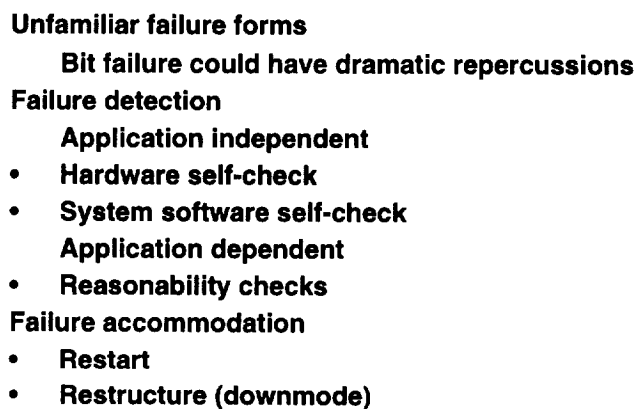 Unfamiliar failure forms
Bit failure could have dramatic repercussions
Failure detection
Application independent
• Hardware self-check
• System software self-check
Application dependent
• Reasonability checks
Failure accommodation
• Restart
• Restructure (downmode)